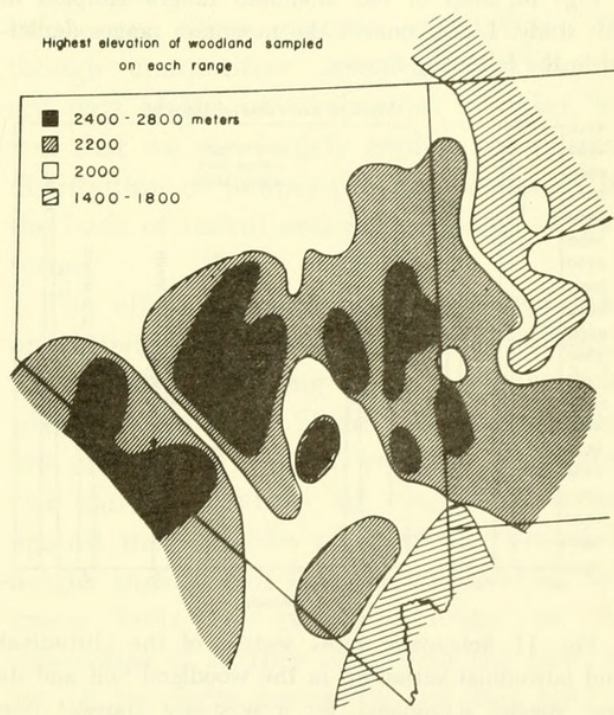 Highest elevation of woodland sampled
on each range
2400-2800 meters
2200
2000
1400-1800